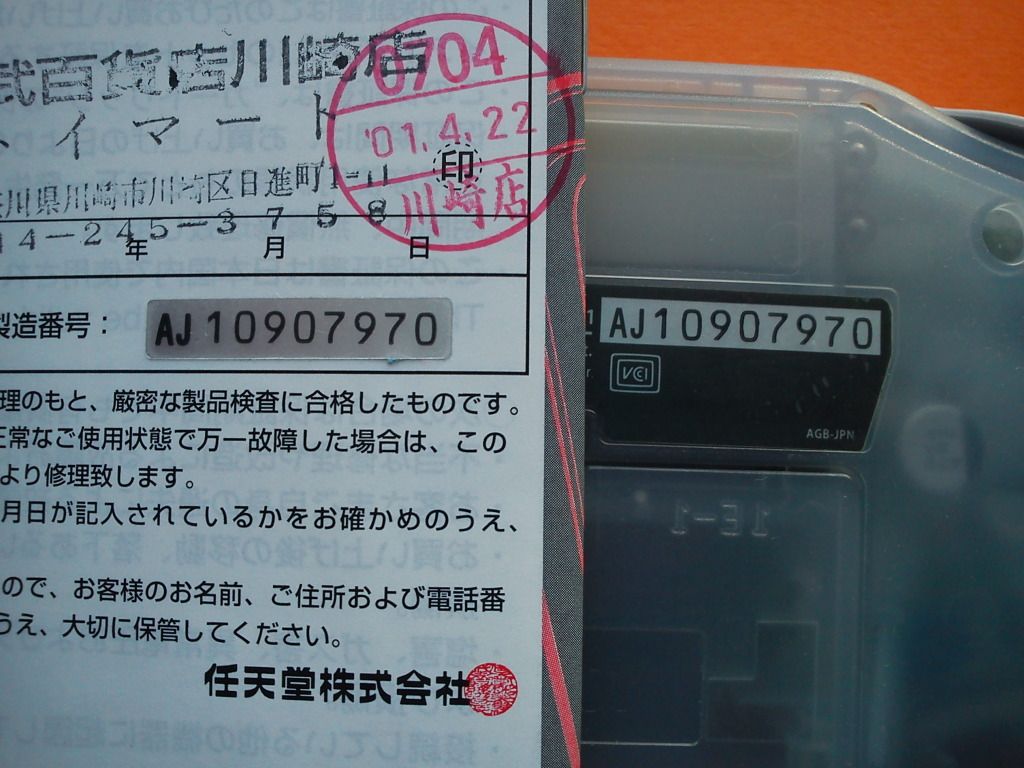 武百貨店川崎店
イマート
川県川崎市川崎区日進町1-11
14-245-3758
年 月 日
印
0704
'01.4.22
川崎店
製造番号：
AJ10907970
理のもと、厳密な製品検査に合格したものです。
正常なご使用状態で万一故障した場合は、この
より修理致します。
月日が記入されているかをお確かめのうえ、
ので、お客様のお名前、ご住所および電話番
うえ、大切に保管してください。
任天堂株式会社
AJ10907970
VCI
AGB-JPN
1E-1